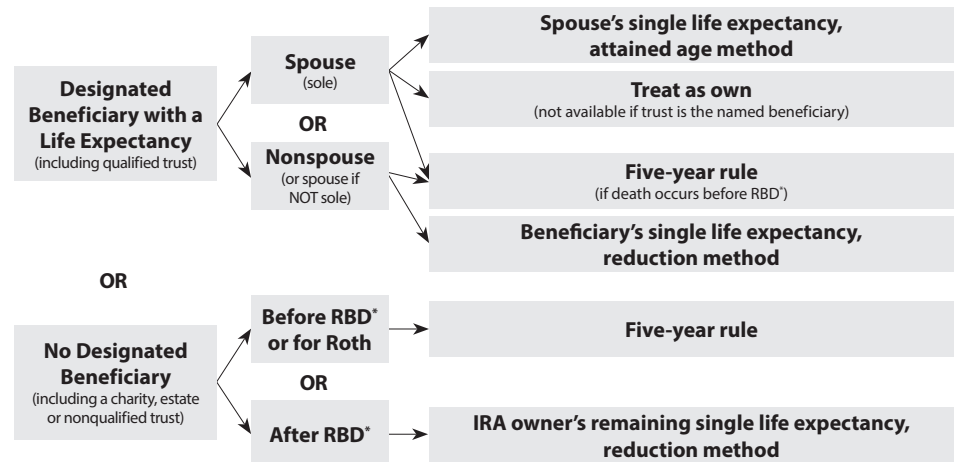 Designated
Beneficiary with a
Life Expectancy
(including qualified trust)
Spouse
(sole)
OR
Nonspouse
(or spouse if
NOT sole)
Spouse's single life expectancy,
attained age method
Treat as own
(not available if trust is the named beneficiary)
Five-year rule
(if death occurs before RBD*)
Beneficiary's single life expectancy,
reduction method
OR
No Designated
Beneficiary
(including a charity, estate
or nonqualified trust)
Before RBD*
or for Roth
OR
After RBD*
Five-year rule
IRA owner's remaining single life expectancy,
reduction method